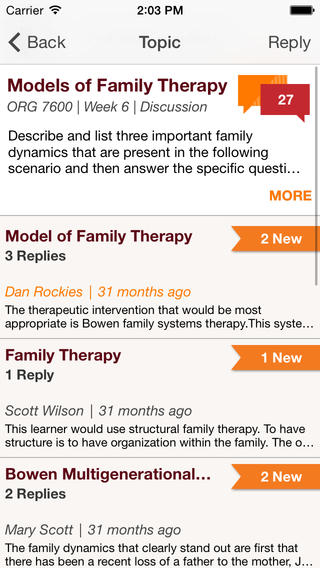 Carrier 2:03 PM
Back Topic Reply
Models of Family Therapy
27
ORG 7600 | Week 6 | Discussion
Describe and list three important family
dynamics that are present in the following
scenario and then answer the specific questi...
MORE
Model of Family Therapy
2 New
3 Replies
Dan Rockies | 31 months ago
The therapeutic intervention that would be most
appropriate is Bowen family systems therapy.This syste...
Family Therapy
1 New
1 Reply
Scott Wilson | 31 months ago
This learner would use structural family therapy. To have
structure is to have organization within the family. The o...
Bowen Multigenerational...
2 New
2 Replies
Mary Scott | 31 months ago
The family dynamics that clearly stand out are first that
there has been a recent loss of a father to the mother, J...